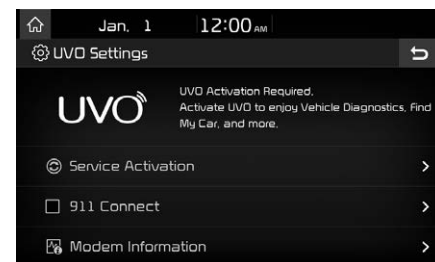 Jan. 1 12:00 AM
UVO Settings
UVO
UVO Activation Required.
Activate UVO to enjoy Vehicle Diagnostics, Find
My Car, and more.
Service Activation
911 Connect
Modem Information